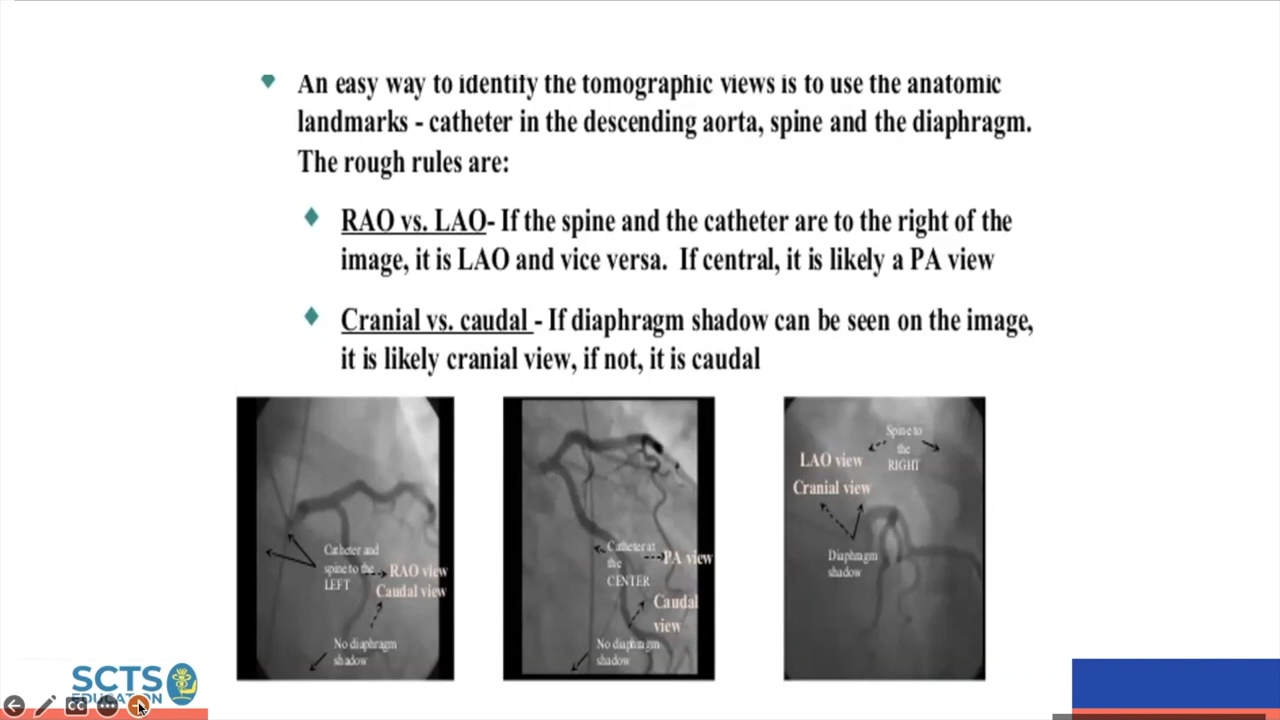 An easy way to identify the tomographic views is to use the anatomic
landmarks - catheter in the descending aorta, spine and the diaphragm.
The rough rules are:
RAO vs. LAO- If the spine and the catheter are to the right of the
image, it is LAO and vice versa. If central, it is likely a PA view
Cranial vs. caudal - If diaphragm shadow can be seen on the image,
it is likely cranial view, if not, it is caudal
Catheter and
spine to the
LEFT
RAO view
Caudal view
No diaphragm
shadow
Catheter at
the
CENTER
PA view
Caudal
view
No diaphragm
shadow
Spine to
the
RIGHT
LAO view
Cranial view
Diaphragm
shadow
SCTS
EDUCATION
CC